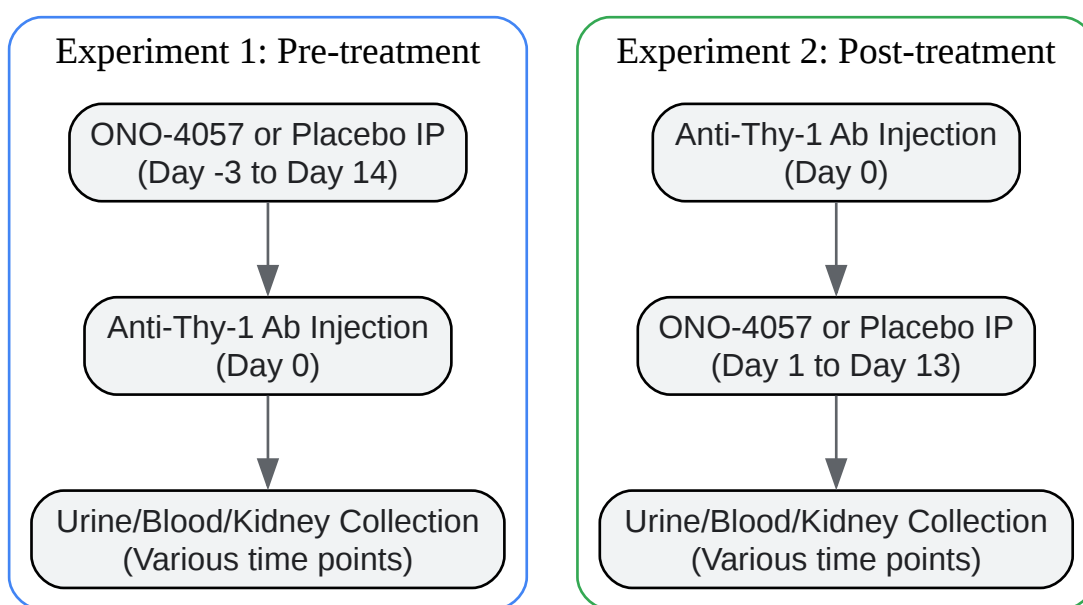 Experiment 1: Pre-treatment
ONO-4057 or Placebo IP
(Day -3 to Day 14)
Anti-Thy-1 Ab Injection
(Day 0)
Urine/Blood/Kidney Collection
(Various time points)
Experiment 2: Post-treatment
Anti-Thy-1 Ab Injection
(Day 0)
ONO-4057 or Placebo IP
(Day 1 to Day 13)
Urine/Blood/Kidney Collection
(Various time points)